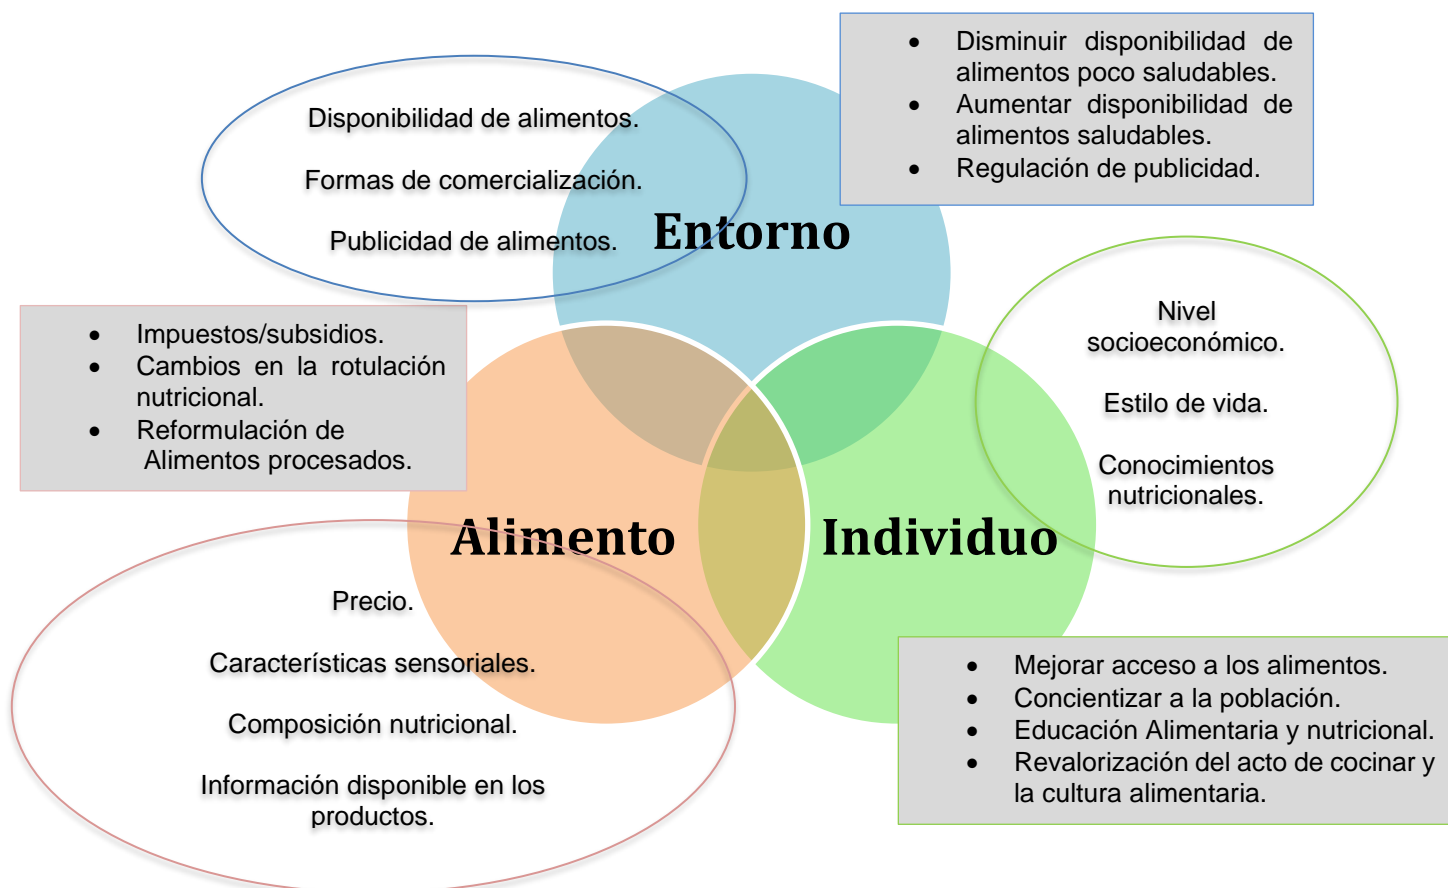 Disponibilidad de alimentos.
Formas de comercialización.
Publicidad de alimentos.
Entorno
• Disminuir disponibilidad de
alimentos poco saludables.
• Aumentar disponibilidad de
alimentos saludables.
• Regulación de publicidad.
• Impuestos/subsidios.
• Cambios en la rotulación
nutricional.
• Reformulación de
Alimentos procesados.
Nivel
socioeconómico.
Estilo de vida.
Conocimientos
nutricionales.
Alimento
Individuo
Precio.
Características sensoriales.
Composición nutricional.
Información disponible en los
productos.
• Mejorar acceso a los alimentos.
• Concientizar a la población.
• Educación Alimentaria y nutricional.
• Revalorización del acto de cocinar y
la cultura alimentaria.